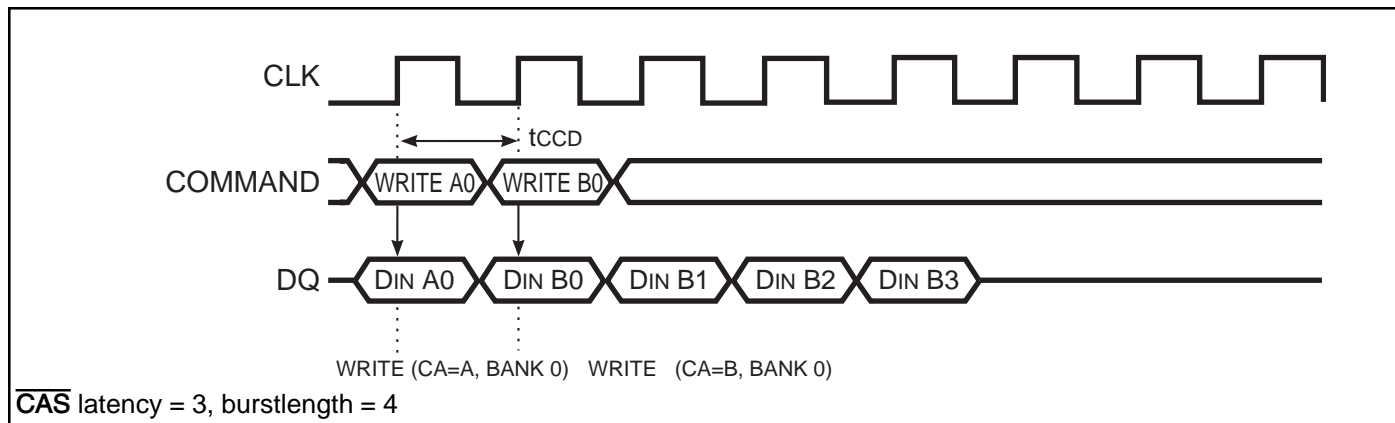 CLK
tCCD
COMMAND WRITE A0 WRITE B0
DQ DIN A0 DIN B0 DIN B1 DIN B2 DIN B3
WRITE (CA=A, BANK 0) WRITE (CA=B, BANK 0)
CAS latency = 3, burstlength = 4